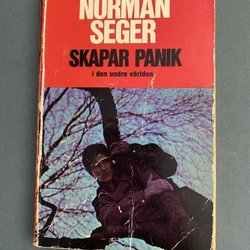 NORMAN
SEGER
SKAPAR PANIK
i den undre världen